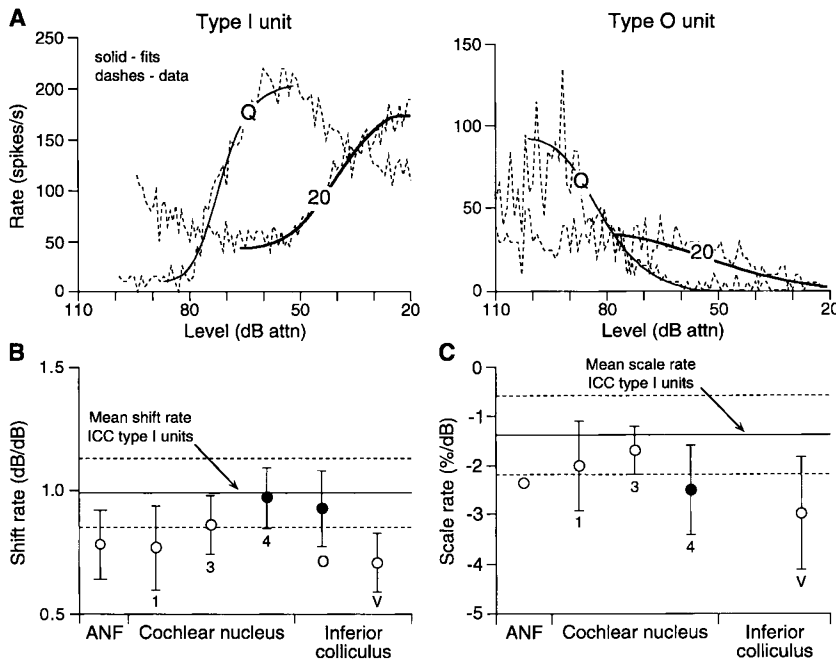 A
Type I unit
Type O unit
250
200
150
100
50
0
Rate (spikes/s)
solid - fits
dashes - data
Q
20
110
80
50
20
Level (dB attn)
150
100
50
0
Q
20
110
80
50
20
Level (dB attn)
B
1.5
1.0
0.5
Shift rate (dB/dB)
Mean shift rate
ICC type I units
1
3
4
O
V
ANF
Cochlear nucleus
Inferior
colliculus
C
0
-1
-2
-3
-4
-5
Scale rate (%/dB)
Mean scale rate
ICC type I units
1
3
4
V
ANF
Cochlear nucleus
Inferior
colliculus